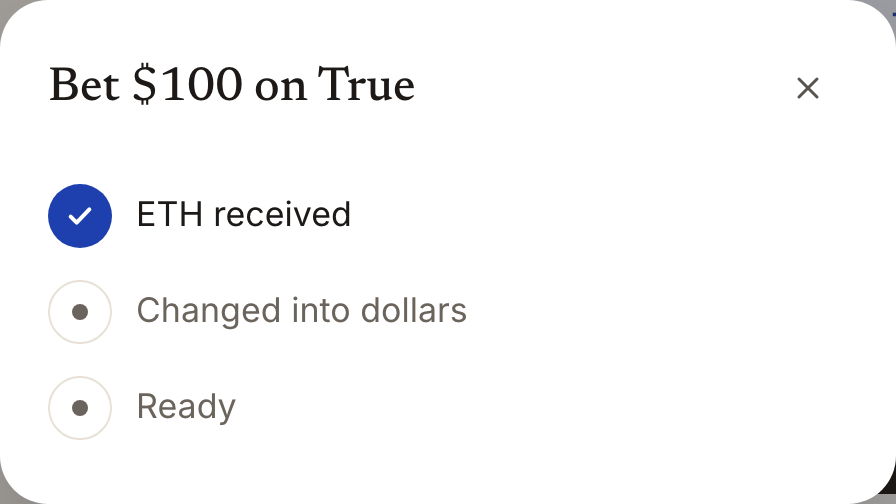 Bet $100 on True
ETH received
Changed into dollars
Ready